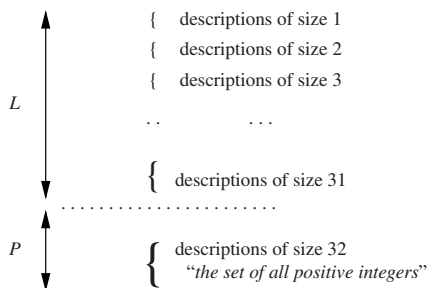 { descriptions of size 1
{ descriptions of size 2
{ descriptions of size 3
L
. . . . .
{ descriptions of size 31
. . . . . . . . . . . . . . . . . . . . . . .
P
{ descriptions of size 32
“the set of all positive integers”